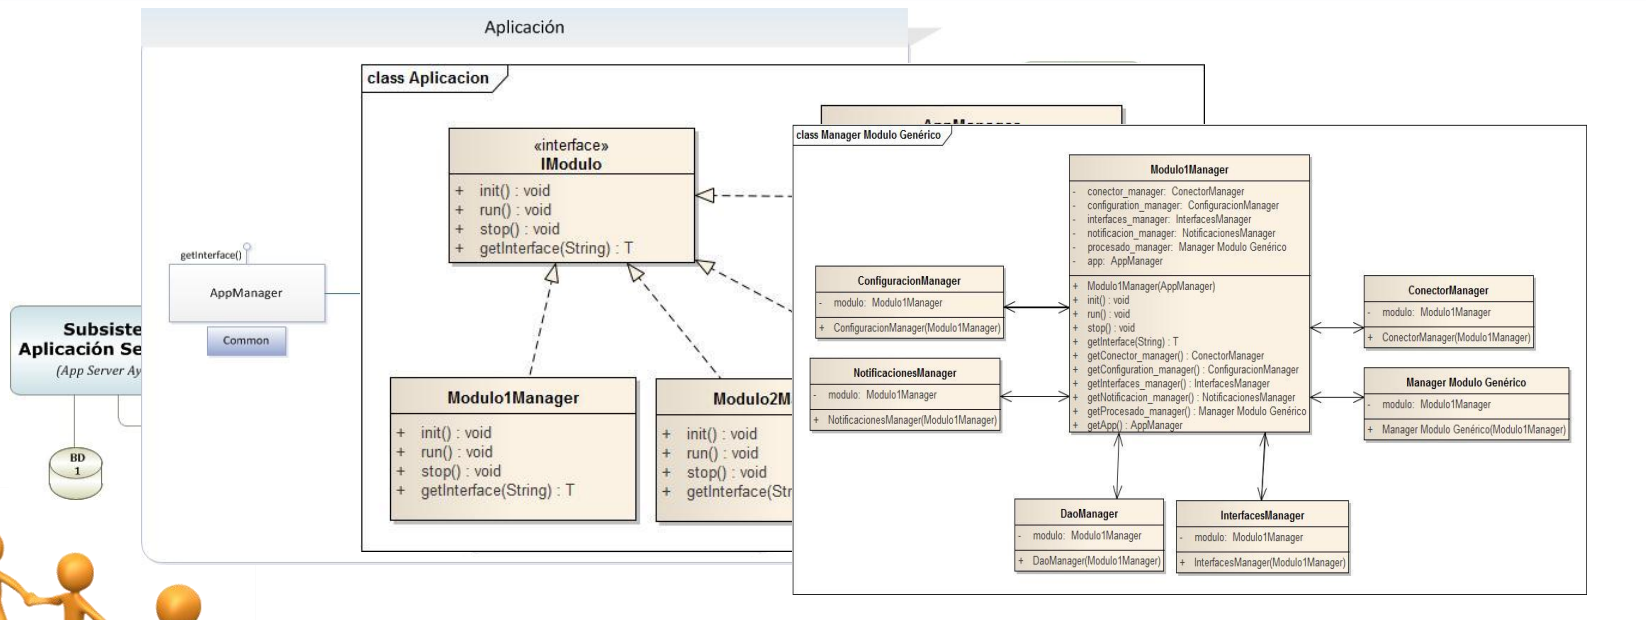 Aplicación
class Aplicacion
«interface»
IModulo
+ init() : void
+ run() : void
+ stop() : void
+ getInterface(String) : T
getInterface()
AppManager
Common
Subsiste
Aplicación Se
(App Server Ay
BD
1
Modulo1Manager
+ init() : void
+ run() : void
+ stop() : void
+ getInterface(String) : T
Modulo2M
+ init() : void
+ run() : void
+ stop() : void
+ getInterface(Str
AppManager
class Manager Modulo Genérico
Modulo1Manager
- conector_manager: ConectorManager
- configuration_manager: ConfiguracionManager
- interfaces_manager: InterfacesManager
- notificacion_manager: NotificacionesManager
- procesado_manager: Manager Modulo Genérico
- app: AppManager
+ Modulo1Manager(AppManager)
+ init() : void
+ run() : void
+ stop() : void
+ getInterface(String) : T
+ getConector_manager() : ConectorManager
+ getConfiguration_manager() : ConfiguracionManager
+ getInterfaces_manager() : InterfacesManager
+ getNotificacion_manager() : NotificacionesManager
+ getProcesado_manager() : Manager Modulo Genérico
+ getApp() : AppManager
ConfiguracionManager
- modulo: Modulo1Manager
+ ConfiguracionManager(Modulo1Manager)
NotificacionesManager
- modulo: Modulo1Manager
+ NotificacionesManager(Modulo1Manager)
ConectorManager
- modulo: Modulo1Manager
+ ConectorManager(Modulo1Manager)
Manager Modulo Genérico
- modulo: Modulo1Manager
+ Manager Modulo Genérico(Modulo1Manager)
DaoManager
- modulo: Modulo1Manager
+ DaoManager(Modulo1Manager)
InterfacesManager
- modulo: Modulo1Manager
+ InterfacesManager(Modulo1Manager)